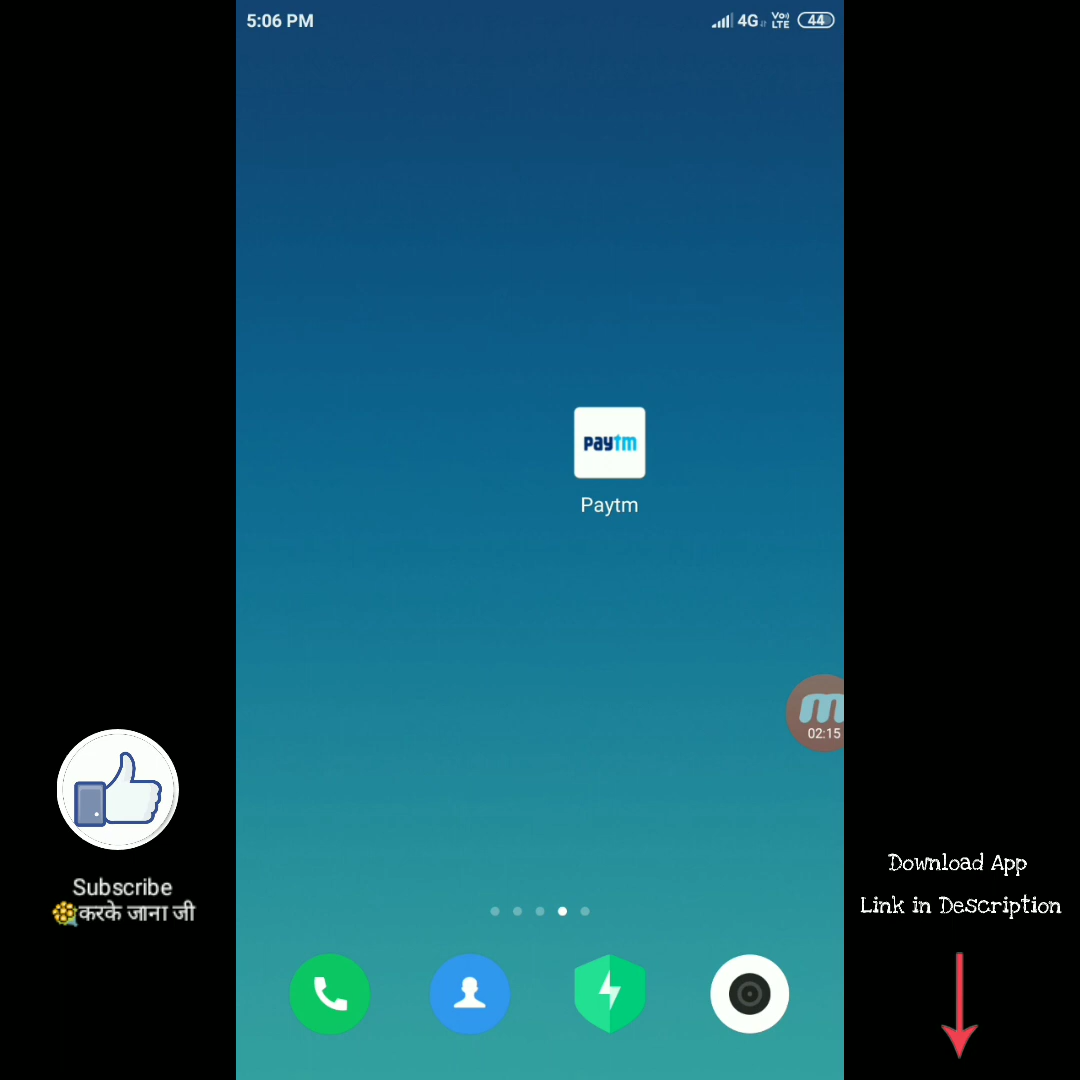 5:06 PM
4G Vo) LTE 44
paytm
Paytm
m
02:15
Subscribe
करके जाना जी
Download App
Link in Description